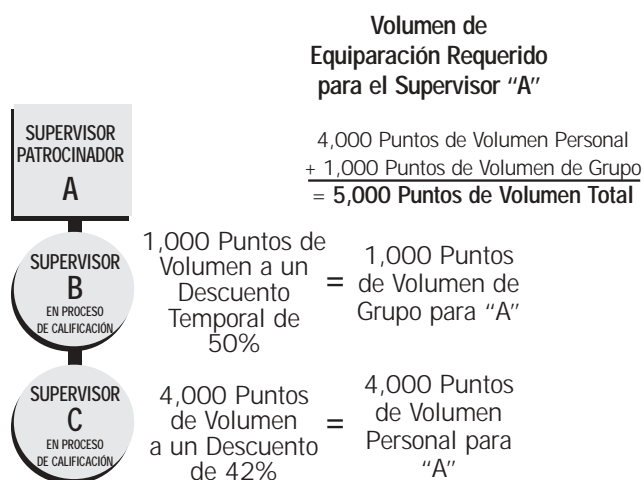 Volumen de
Equiparación Requerido
para el Supervisor "A"
SUPERVISOR
PATROCINADOR
A
4,000 Puntos de Volumen Personal
+ 1,000 Puntos de Volumen de Grupo
= 5,000 Puntos de Volumen Total
SUPERVISOR
B
EN PROCESO
DE CALIFICACIÓN
1,000 Puntos de
Volumen a un
Descuento
Temporal de
50%
=
1,000 Puntos
de Volumen de
Grupo para "A"
SUPERVISOR
C
EN PROCESO
DE CALIFICACIÓN
4,000 Puntos
de Volumen
a un Descuento
de 42%
=
4,000 Puntos
de Volumen
Personal para
"A"